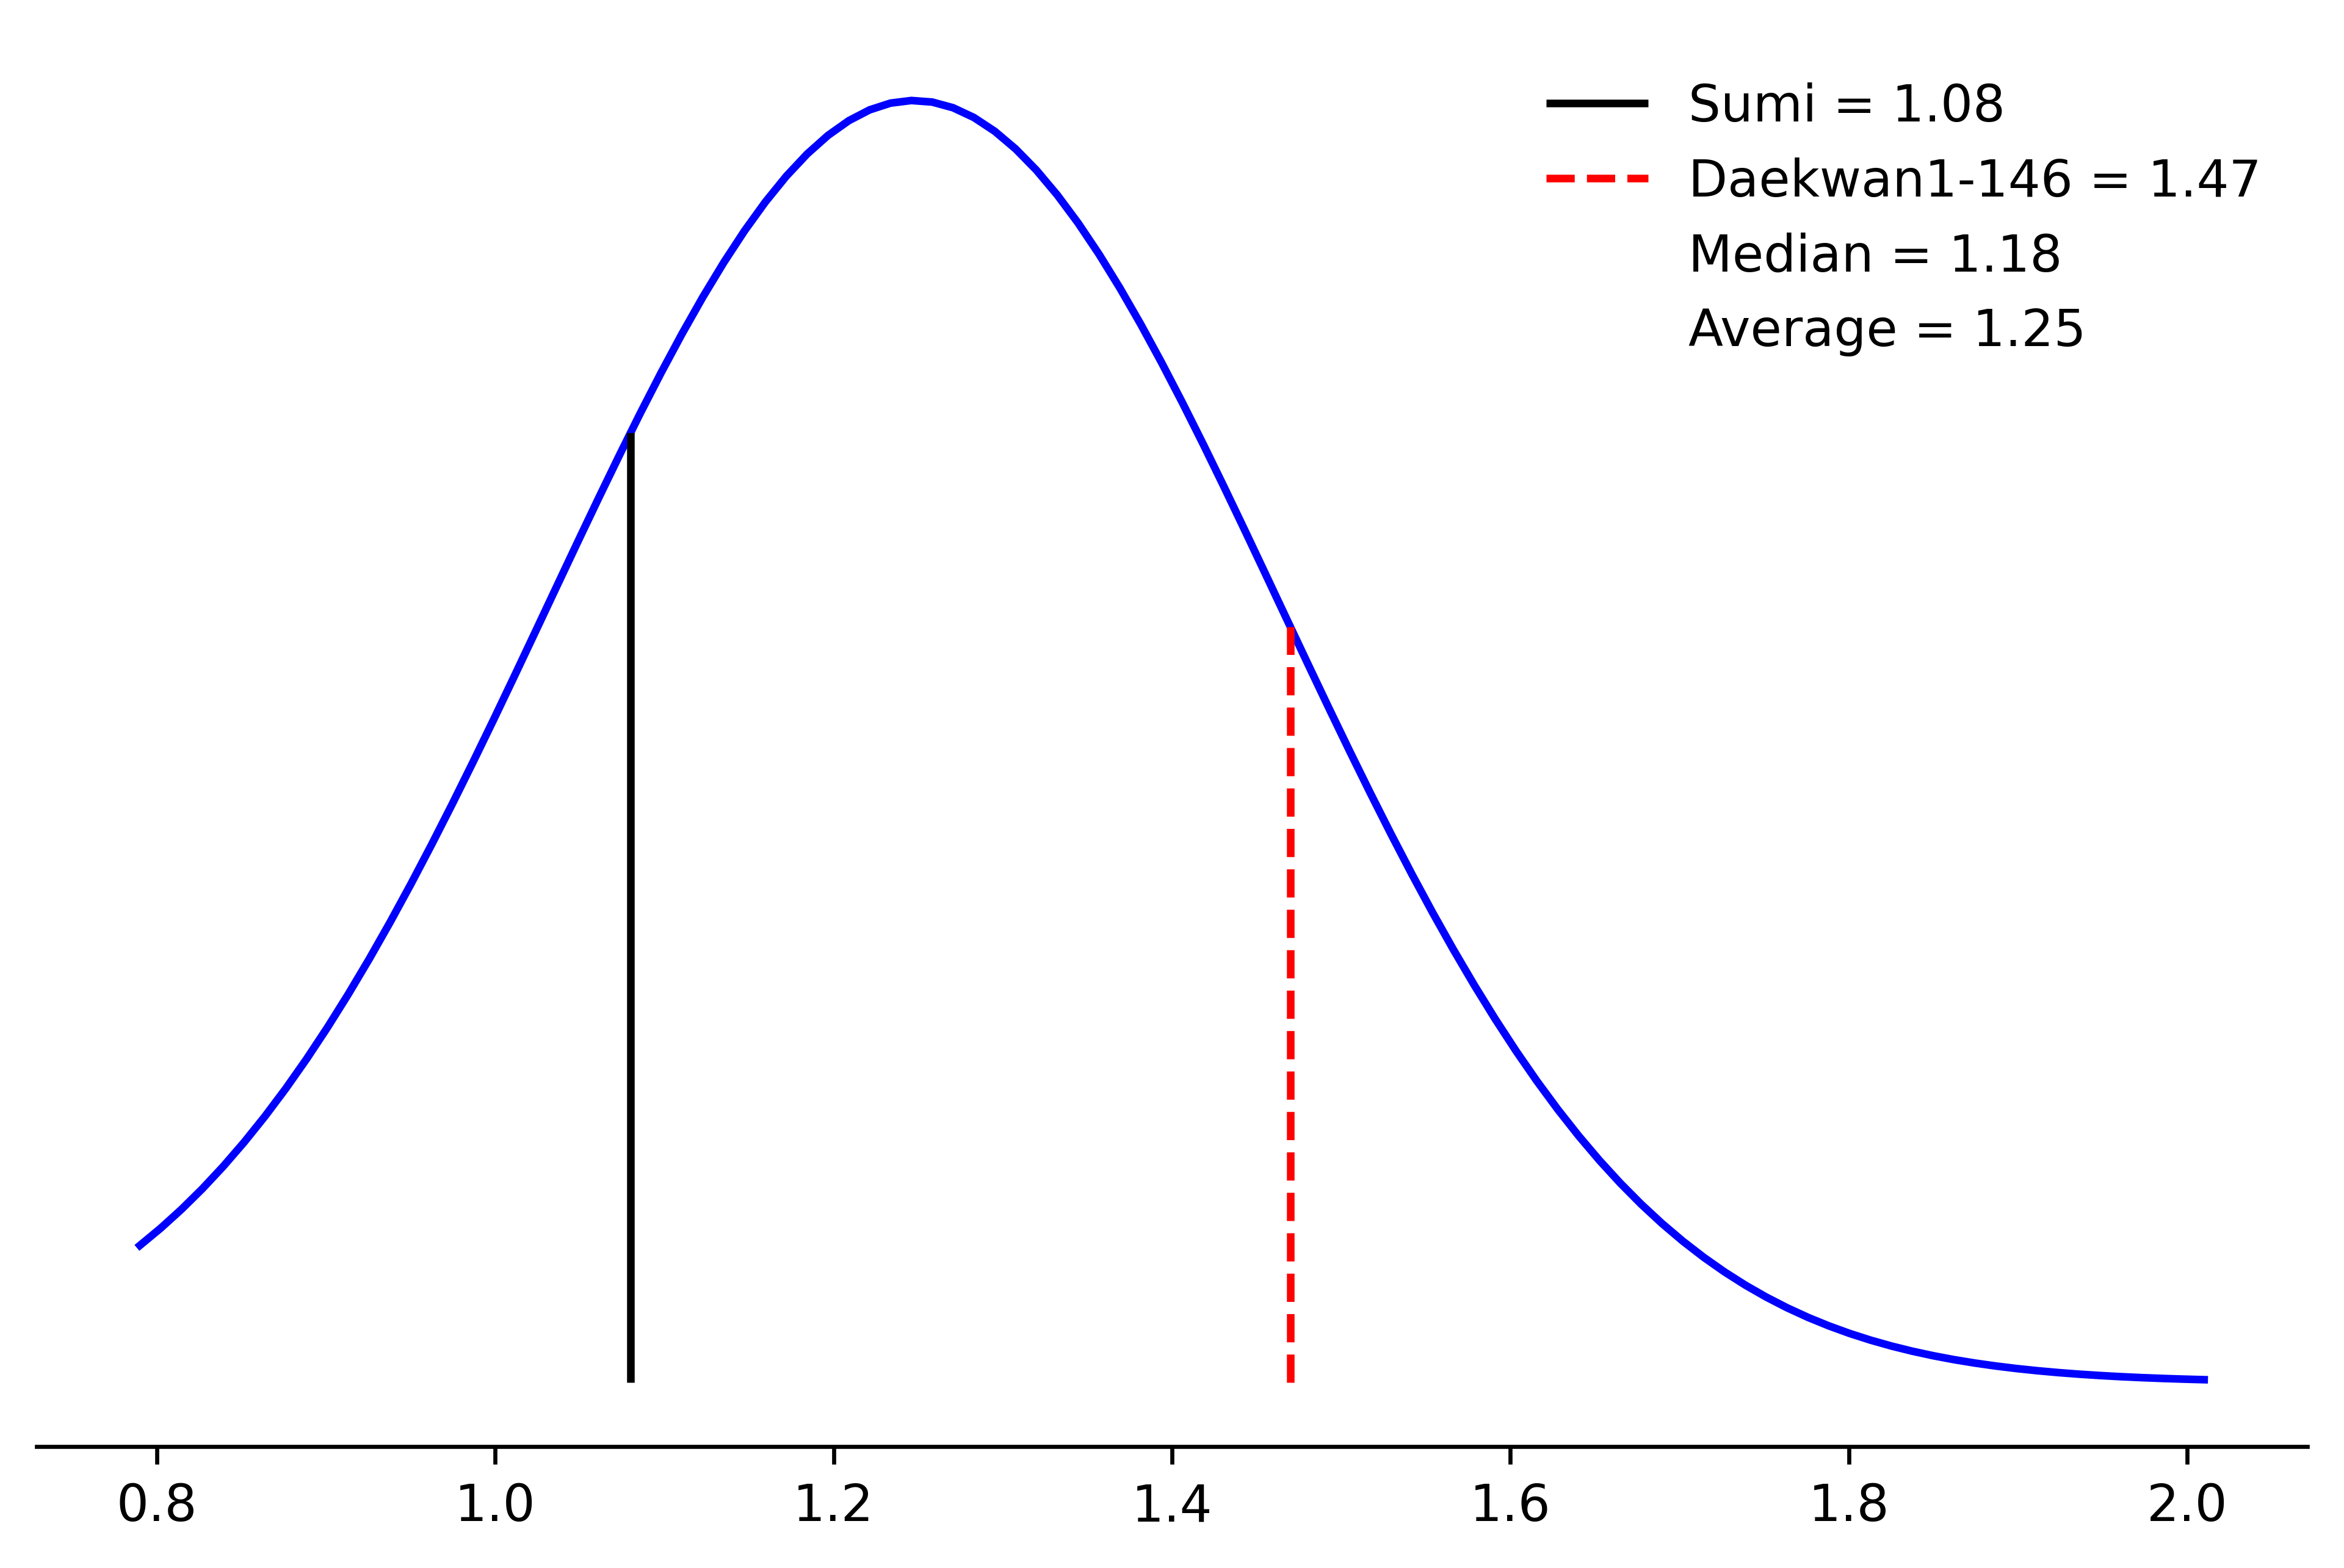 Sumi = 1.08
Daekwan1-146 = 1.47
Median = 1.18
Average = 1.25
0.8 1.0 1.2 1.4 1.6 1.8 2.0